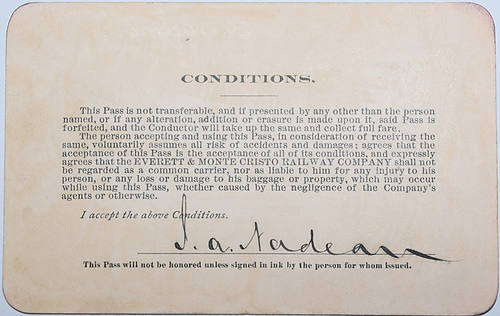 CONDITIONS.
This Pass is not transferable, and if presented by any other than the person
named, or if any alteration, addition or erasure is made upon it, said Pass is
forfeited, and the Conductor will take up the same and collect full fare.
The person accepting and using this Pass, in consideration of receiving the
same, voluntarily assumes all risk of accidents and damages; agrees that the
acceptance of this Pass is the acceptance of all of its conditions, and expressly
agrees that the EVERETT & MONTE CRISTO RAILWAY COMPANY shall
not be regarded as a common carrier, nor as liable to him for any injury to his
person, or any loss or damage to his baggage or property, which may occur
while using this Pass, whether caused by the negligence of the Company's
agents or otherwise.
I accept the above Conditions.
I. A. Nadeau
This Pass will not be honored unless signed in ink by the person for whom issued.